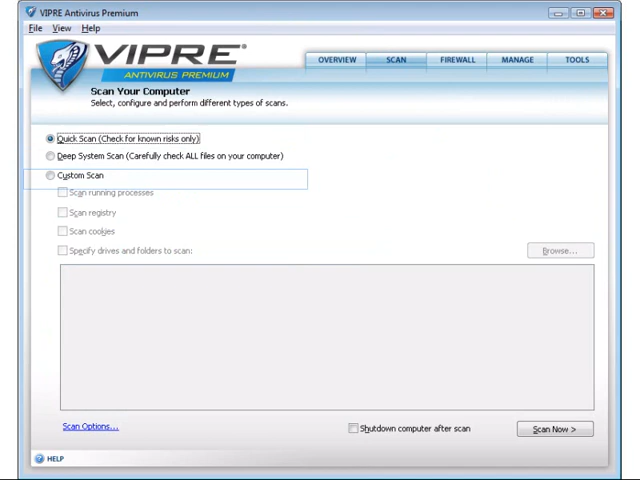 VIPRE Antivirus Premium
File View Help
VIPRE®
ANTIVIRUS PREMIUM
OVERVIEW SCAN FIREWALL MANAGE TOOLS
Scan Your Computer
Select, configure and perform different types of scans.
Quick Scan (Check for known risks only)
Deep System Scan (Carefully check ALL files on your computer)
Custom Scan
Scan running processes
Scan registry
Scan cookies
Specify drives and folders to scan:
Browse...
Scan Options...
Shutdown computer after scan
Scan Now >
HELP